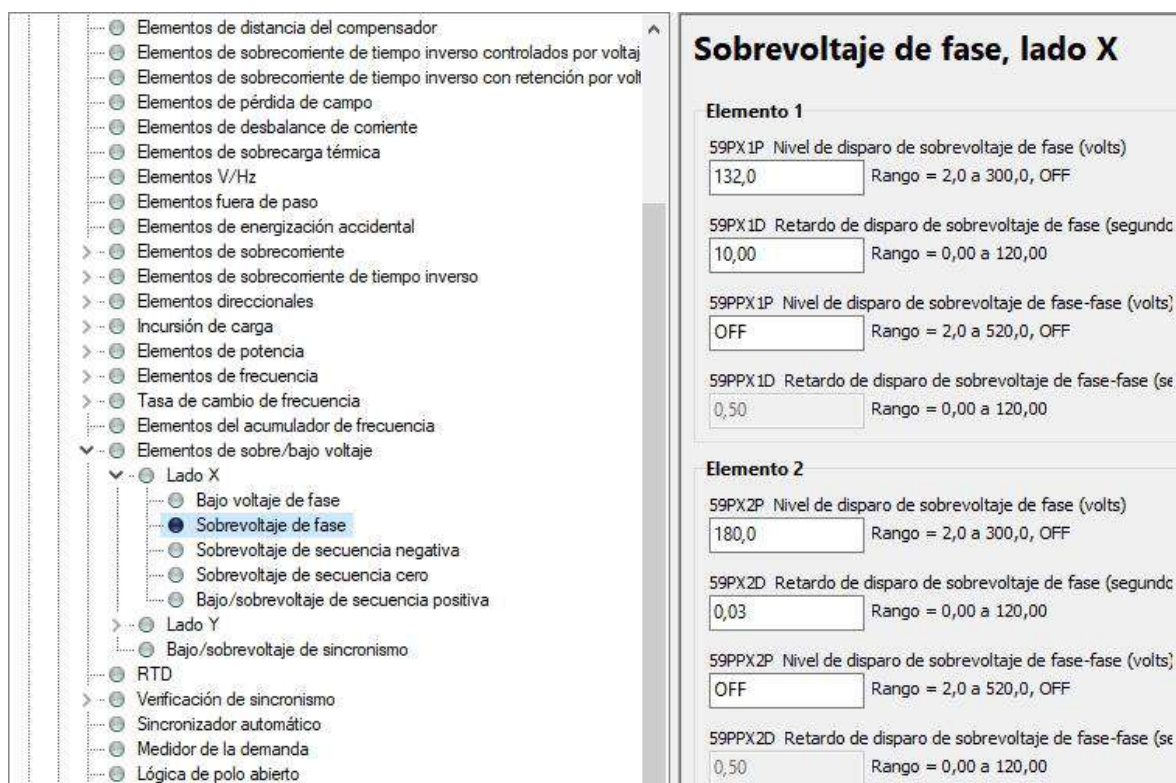 Elementos de distancia del compensador
Elementos de sobrecorriente de tiempo inverso controlados por voltaj
Elementos de sobrecorriente de tiempo inverso con retención por volt
Elementos de pérdida de campo
Elementos de desbalance de corriente
Elementos de sobrecarga térmica
Elementos V/Hz
Elementos fuera de paso
Elementos de energización accidental
Elementos de sobrecorriente
Elementos de sobrecorriente de tiempo inverso
Elementos direccionales
Incursión de carga
Elementos de potencia
Elementos de frecuencia
Tasa de cambio de frecuencia
Elementos del acumulador de frecuencia
Elementos de sobre/bajo voltaje
Lado X
Bajo voltaje de fase
Sobrevoltaje de fase
Sobrevoltaje de secuencia negativa
Sobrevoltaje de secuencia cero
Bajo/sobrevoltaje de secuencia positiva
Lado Y
Bajo/sobrevoltaje de sincronismo
RTD
Verificación de sincronismo
Sincronizador automático
Medidor de la demanda
Lógica de polo abierto
Sobrevoltaje de fase, lado X
Elemento 1
59PX1P Nivel de disparo de sobrevoltaje de fase (volts)
132,0 Rango = 2,0 a 300,0, OFF
59PX1D Retardo de disparo de sobrevoltaje de fase (segundo
10,00 Rango = 0,00 a 120,00
59PPX1P Nivel de disparo de sobrevoltaje de fase-fase (volts)
OFF Rango = 2,0 a 520,0, OFF
59PPX1D Retardo de disparo de sobrevoltaje de fase-fase (se
0,50 Rango = 0,00 a 120,00
Elemento 2
59PX2P Nivel de disparo de sobrevoltaje de fase (volts)
180,0 Rango = 2,0 a 300,0, OFF
59PX2D Retardo de disparo de sobrevoltaje de fase (segundo
0,03 Rango = 0,00 a 120,00
59PPX2P Nivel de disparo de sobrevoltaje de fase-fase (volts)
OFF Rango = 2,0 a 520,0, OFF
59PPX2D Retardo de disparo de sobrevoltaje de fase-fase (se
0,50 Rango = 0,00 a 120,00